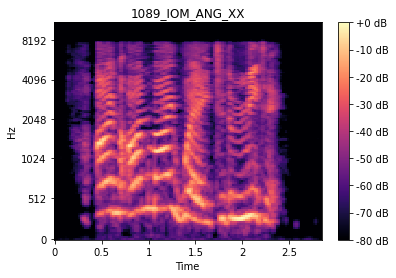 1089_IOM_ANG_XX
+0 dB
8192
-10 dB
4096
-20 dB
-30 dB
2048
Hz
-40 dB
1024
-50 dB
512
-60 dB
-70 dB
0
-80 dB
0 0.5 1 1.5 2 2.5
Time